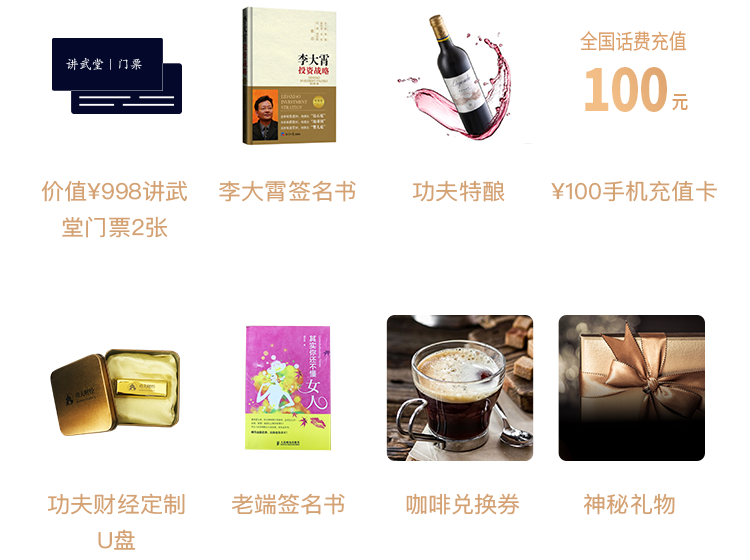 讲武堂｜门票
李大霄
投资战略
全国话费充值
100元
价值¥998讲武
堂门票2张
李大霄签名书
功夫特酿
¥100手机充值卡
其实你还不懂
女人
功夫财经定制
U盘
老端签名书
咖啡兑换券
神秘礼物